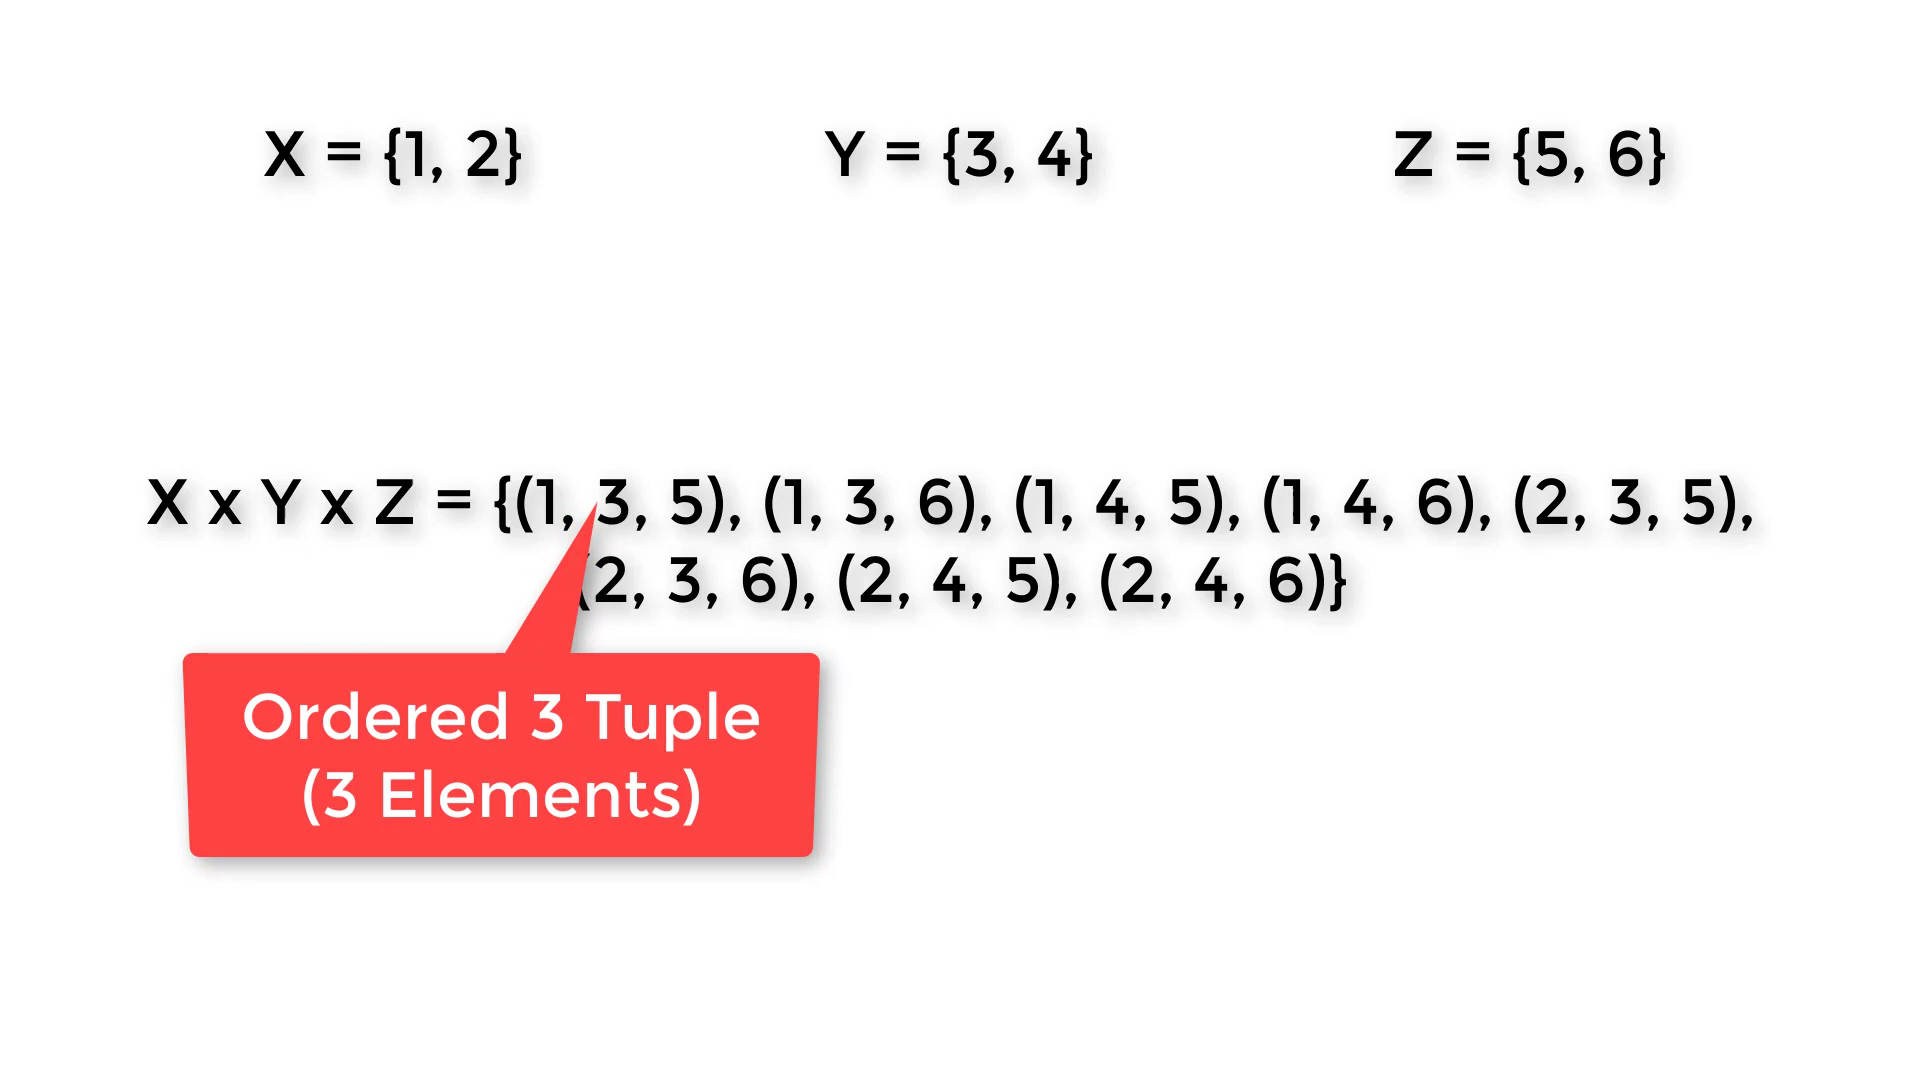 X = {1, 2}
Y = {3, 4}
Z = {5, 6}
X x Y x Z = {(1, 3, 5), (1, 3, 6), (1, 4, 5), (1, 4, 6), (2, 3, 5),
(2, 3, 6), (2, 4, 5), (2, 4, 6)}
Ordered 3 Tuple
(3 Elements)